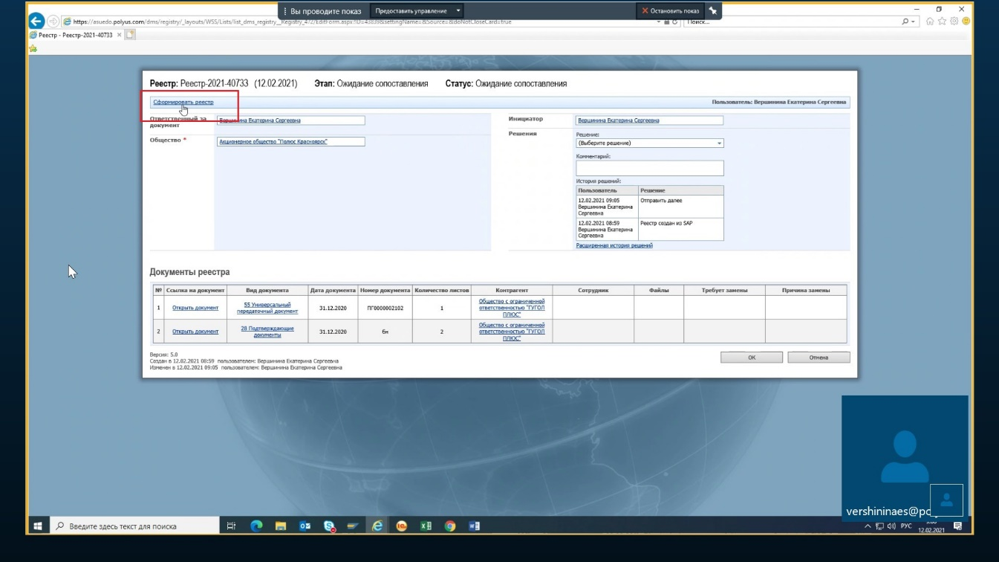 Вы проводите показ
Предоставить управление
Остановить показ
https://asuedo.polyus.com/dms/registry/_layouts/WSS/Lists/list_dms_registry__Registry_472/EditForm.aspx?ID=43839&settingName=&Source=&doNotCloseCard=true
Поиск...
Реестр - Реестр-2021-40733
Реестр: Реестр-2021-40733 (12.02.2021) Этап: Ожидание сопоставления Статус: Ожидание сопоставления
Сформировать реестр
Пользователь: Вершинина Екатерина Сергеевна
Ответственный за документ
Вершинина Екатерина Сергеевна
Общество *
Акционерное общество "Полюс Красноярск"
Инициатор
Вершинина Екатерина Сергеевна
Решения
Решение:
(Выберите решение)
Комментарий:
История решений:
Пользователь Решение
12.02.2021 09:05 Вершинина Екатерина Сергеевна Отправить далее
12.02.2021 08:59 Вершинина Екатерина Сергеевна Реестр создан из SAP
Расширенная история решений
Документы реестра
№ Ссылка на документ Вид документа Дата документа Номер документа Количество листов Контрагент Сотрудник Файлы Требует замены Причина замены
1 Открыть документ 55 Универсальный передаточный документ 31.12.2020 ПГ0000002102 1 Общество с ограниченной ответственностью "ГУГОЛ ПЛЮС"
2 Открыть документ 28 Подтверждающие документы 31.12.2020 бн 2 Общество с ограниченной ответственностью "ГУГОЛ ПЛЮС"
Версия: 5.0
Создан в 12.02.2021 08:59 пользователем: Вершинина Екатерина Сергеевна
Изменен в 12.02.2021 09:05 пользователем: Вершинина Екатерина Сергеевна
ОК
Отмена
vershininaes@po
Введите здесь текст для поиска
РУС
12.02.2021